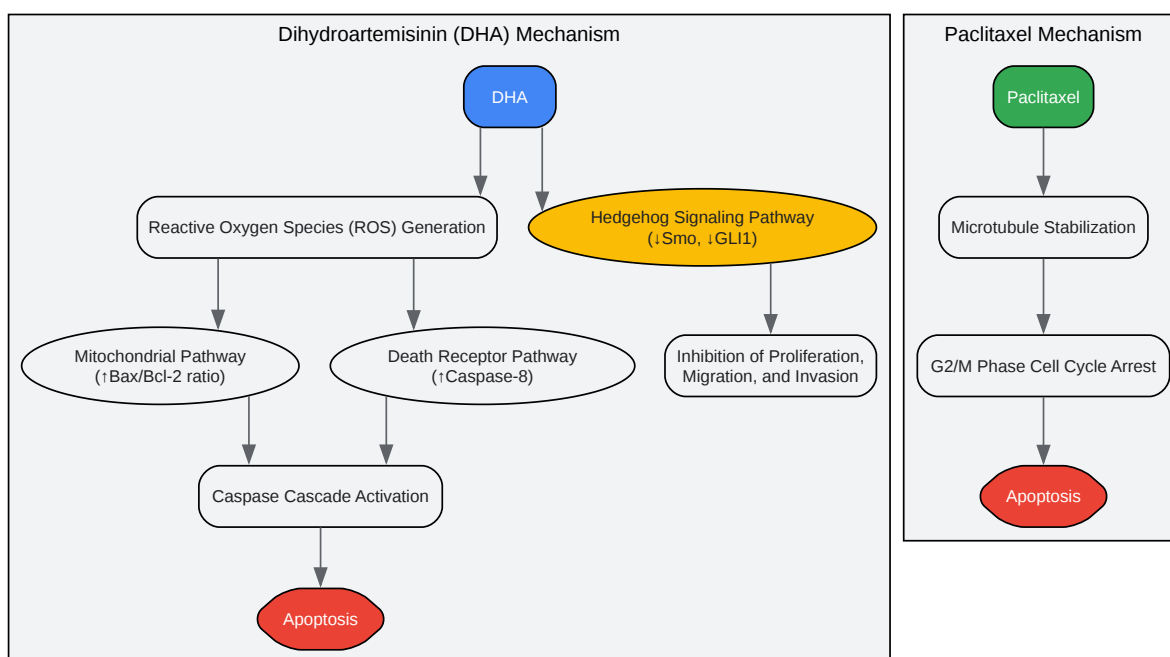 Dihydroartemisinin (DHA) Mechanism
DHA
Reactive Oxygen Species (ROS) Generation
Hedgehog Signaling Pathway
(↓Smo, ↓GLI1)
Mitochondrial Pathway
(↑Bax/Bcl-2 ratio)
Death Receptor Pathway
(↑Caspase-8)
Inhibition of Proliferation,
Migration, and Invasion
Caspase Cascade Activation
Apoptosis
Paclitaxel Mechanism
Paclitaxel
Microtubule Stabilization
G2/M Phase Cell Cycle Arrest
Apoptosis